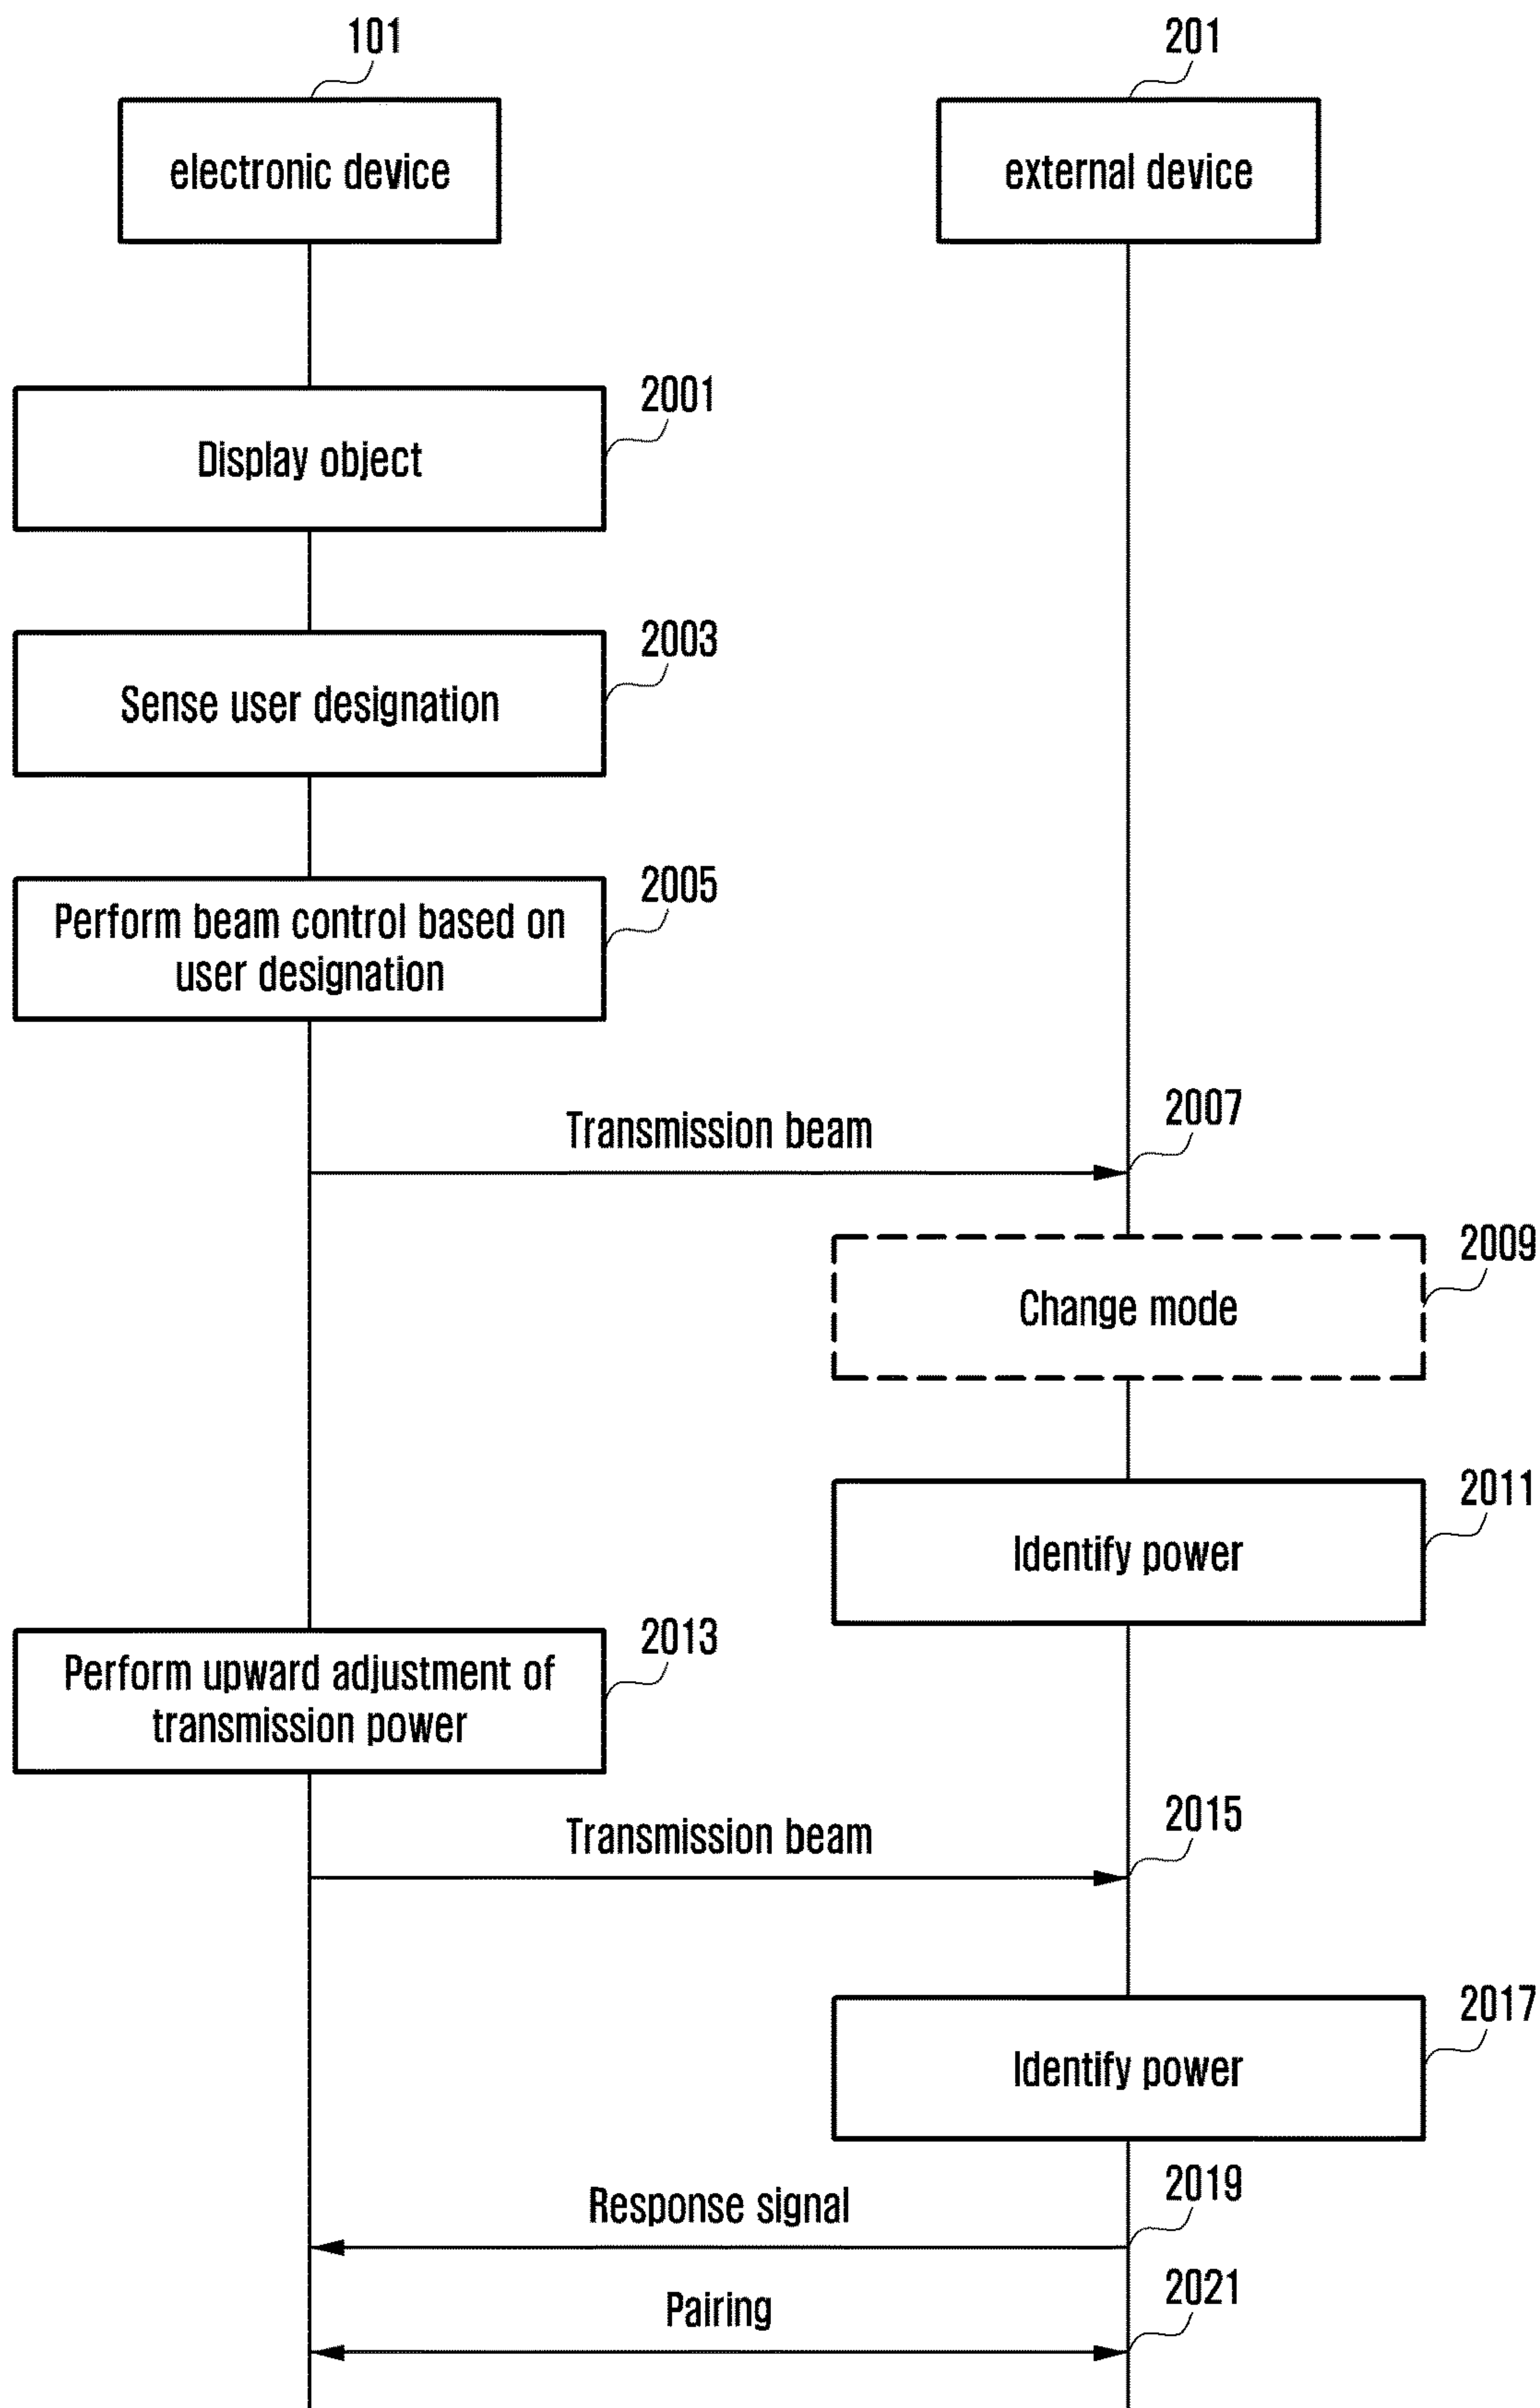 101
201
electronic device
external device
2001
Display object
2003
Sense user designation
2005
Perform beam control based on
user designation
2007
Transmission beam
2009
Change mode
2011
Identify power
2013
Perform upward adjustment of
transmission power
2015
Transmission beam
2017
Identify power
2019
Response signal
2021
Pairing